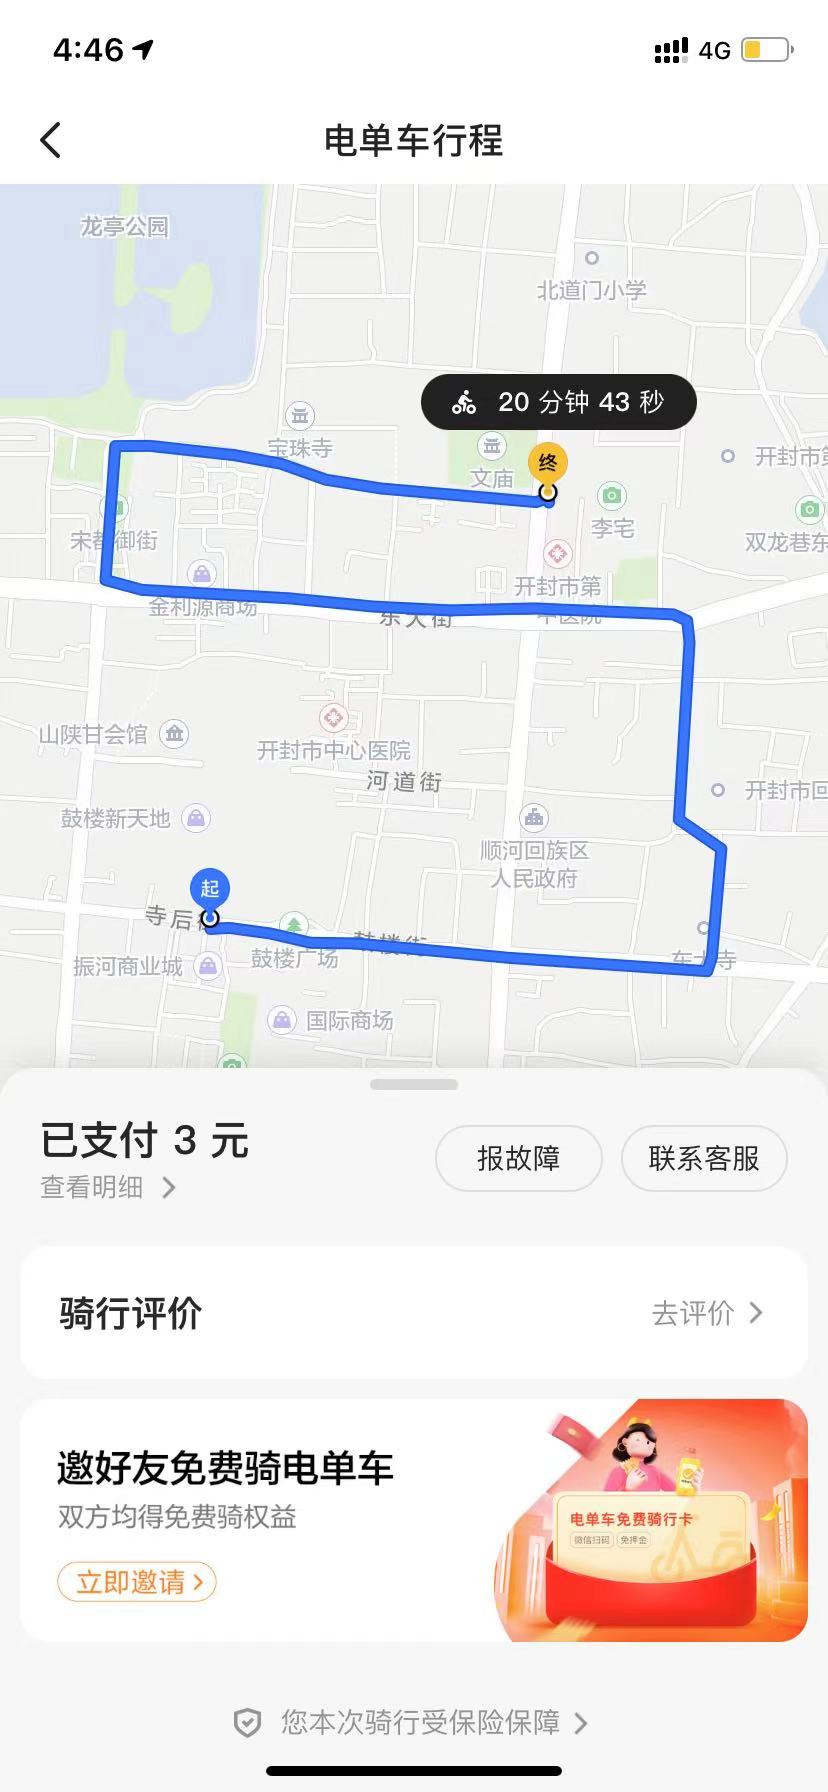 4:46
4G
电单车行程
龙亭公园
北道门小学
20 分钟 43 秒
宝珠寺
终
文庙
开封市第
李宅
宋都御街
双龙巷东
开封市第
金利源商场
中医院
东大街
山陕甘会馆
开封市中心医院
河道街
开封市回
鼓楼新天地
顺河回族区
人民政府
起
寺后街
鼓楼街
东大寺
振河商业城
鼓楼广场
国际商场
已支付 3 元
查看明细
报故障
联系客服
骑行评价
去评价
邀好友免费骑电单车
双方均得免费骑权益
立即邀请
电单车免费骑行卡
微信扫码
免押金
您本次骑行受保险保障